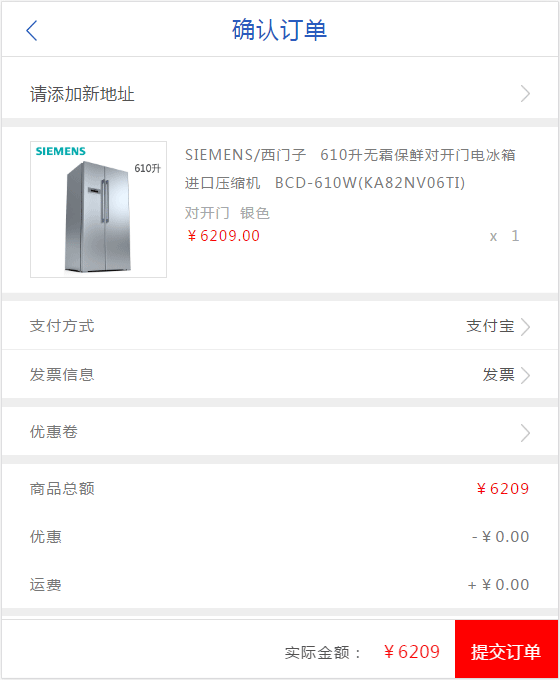 确认订单
请添加新地址
SIEMENS
610升
SIEMENS/西门子 610升无霜保鲜对开门电冰箱
进口压缩机 BCD-610W(KA82NV06TI)
对开门 银色
￥6209.00 x 1
支付方式 支付宝
发票信息 发票
优惠卷
商品总额 ￥6209
优惠 -￥0.00
运费 +￥0.00
实际金额： ￥6209 提交订单